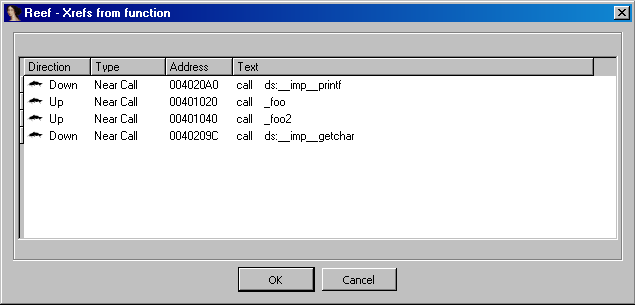 Reef - Xrefs from function
Direction Type Address Text
Down Near Call 004020A0 call ds:__imp__printf
Up Near Call 00401020 call _foo
Up Near Call 00401040 call _foo2
Down Near Call 0040209C call ds:__imp__getchar
OK Cancel